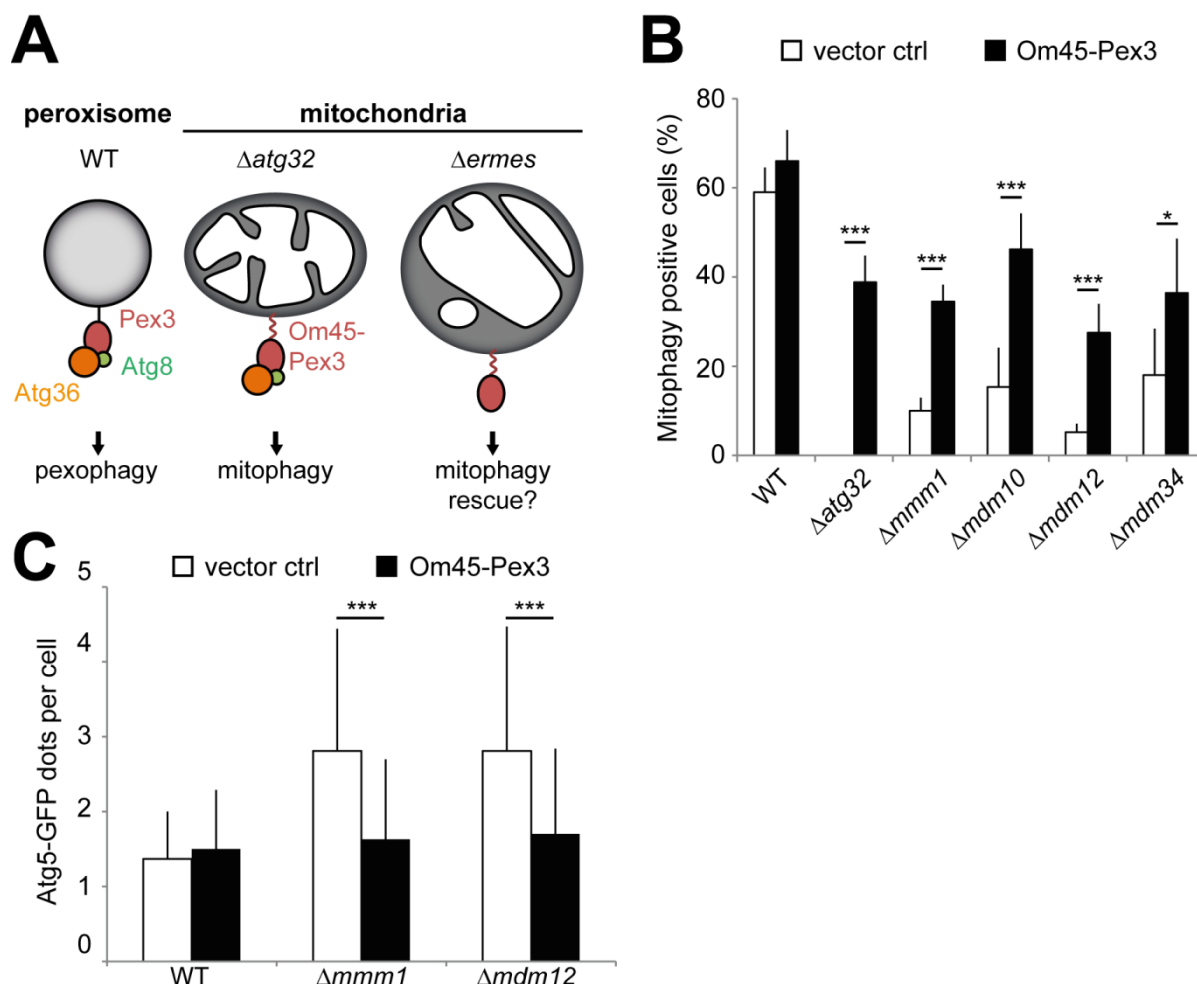 A
peroxisome
mitochondria
WT
Δatg32
Δermes
Pex3
Atg8
Atg36
Om45-
Pex3
pexophagy
mitophagy
mitophagy
rescue?
B
vector ctrl
Om45-Pex3
Mitophagy positive cells (%)
80
60
40
20
0
***
***
***
***
*
WT
Δatg32
Δmmm1
Δmdm10
Δmdm12
Δmdm34
C
vector ctrl
Om45-Pex3
Atg5-GFP dots per cell
5
4
3
2
1
0
***
***
WT
Δmmm1
Δmdm12